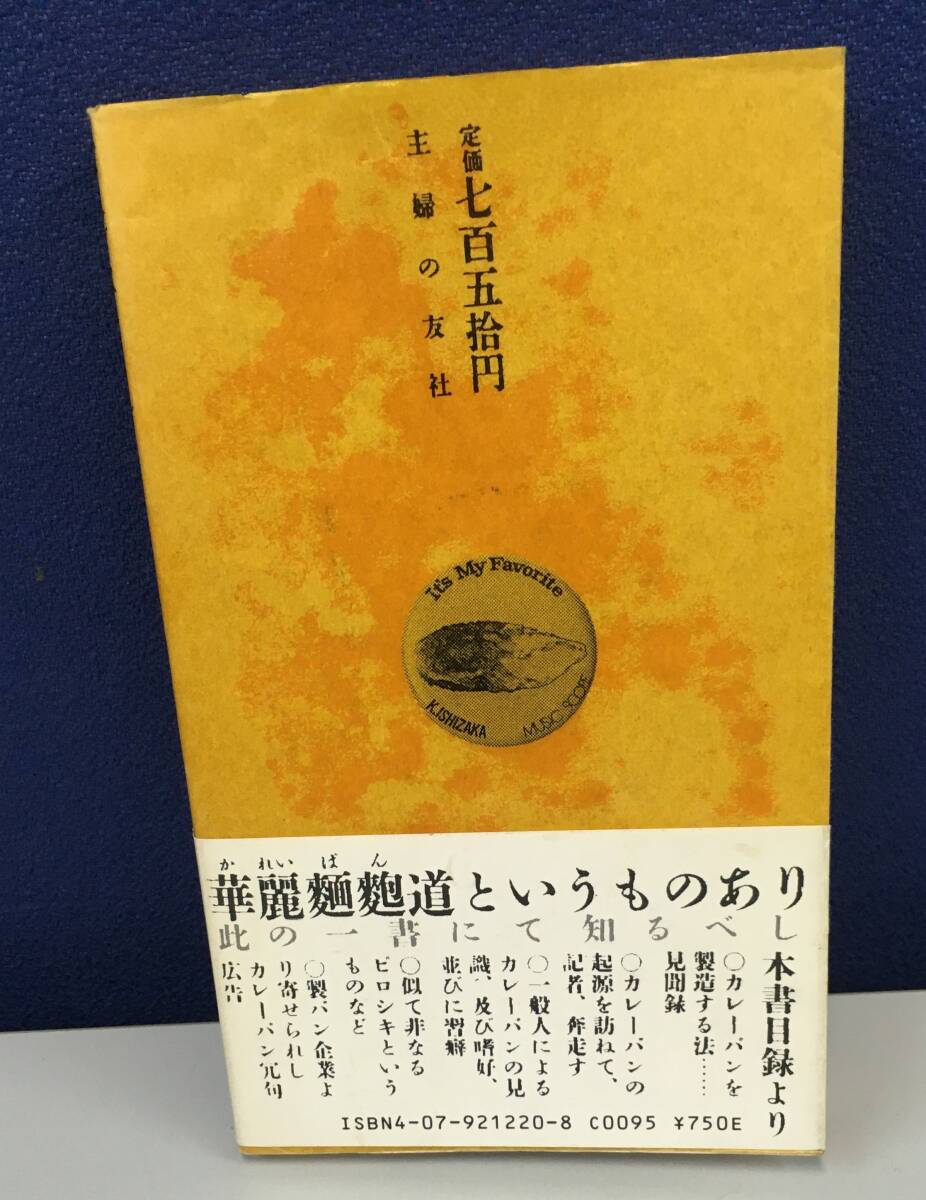 定価七百五拾円
主婦の友社
It's My Favorite
K.ISHIZAKA
MUSIC SCOPE
かれいぱん
華麗麵麭道というものあり
此の一書にて知るべし
本書目録より
○カレーパンを
製造する法……
見聞録
○カレーパンの
起源を訪ねて、
記者、奔走す
○一般人による
カレーパンの見
識、及び嗜好、
並びに習癖
○似て非なる
ピロシキという
ものなど
○製パン企業よ
り寄せられし
カレーパン冗句
広告
ISBN4-07-921220-8 C0095 ¥750E